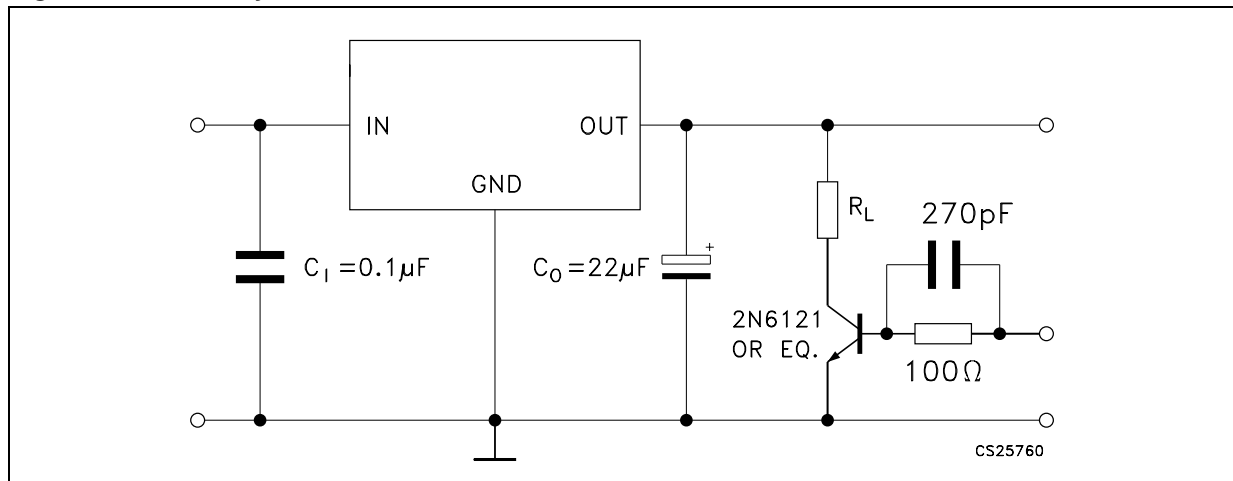 IN
OUT
GND
R_L
270pF
C_I=0.1µF
C_O=22µF
+
2N6121
OR EQ.
100Ω
CS25760